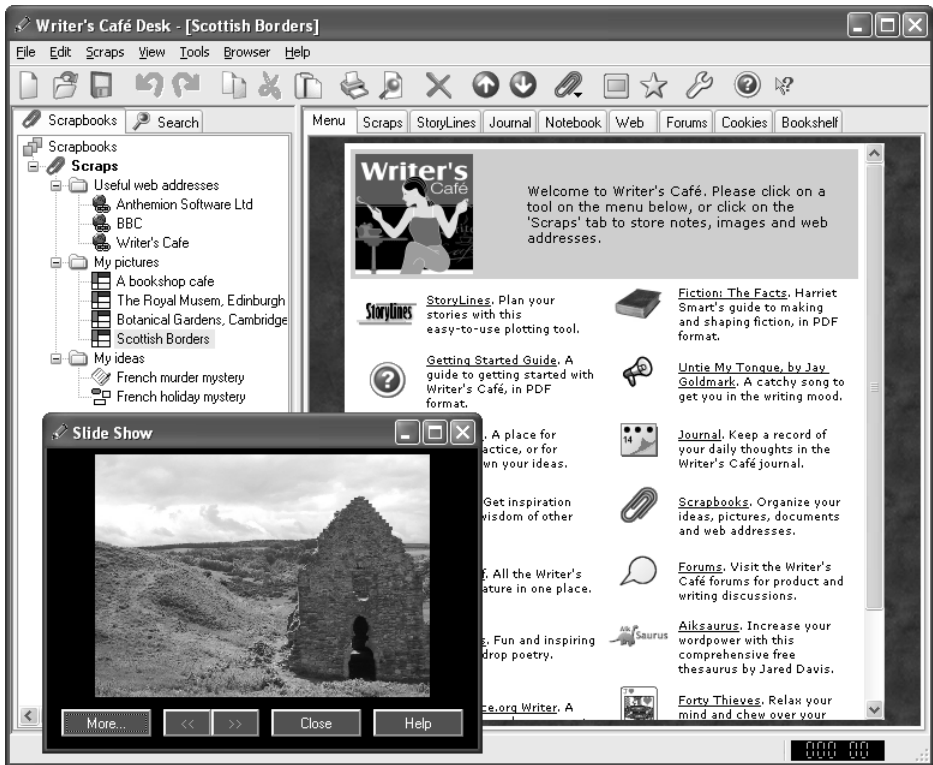 Writer's Café Desk - [Scottish Borders]
File Edit Scraps View Tools Browser Help
Scrapbooks Search
Scrapbooks
Scraps
Useful web addresses
Anthemion Software Ltd
BBC
Writer's Cafe
My pictures
A bookshop cafe
The Royal Musem, Edinburgh
Botanical Gardens, Cambridge
Scottish Borders
My ideas
French murder mystery
French holiday mystery
Menu Scraps StoryLines Journal Notebook Web Forums Cookies Bookshelf
Writer's
Café
Welcome to Writer's Café. Please click on a
tool on the menu below, or click on the
'Scraps' tab to store notes, images and web
addresses.
StoryLines
StoryLines. Plan your
stories with this
easy-to-use plotting tool.
Fiction: The Facts. Harriet
Smart's guide to making
and shaping fiction, in PDF
format.
Getting Started Guide. A
guide to getting started with
Writer's Café, in PDF
format.
Untie My Tongue, by Jay
Goldmark. A catchy song to
get you in the writing mood.
. A place for
actice, or for
wn your ideas.
14
Journal. Keep a record of
your daily thoughts in the
Writer's Café journal.
Get inspiration
wisdom of other
Scrapbooks. Organize your
ideas, pictures, documents
and web addresses.
f. All the Writer's
ature in one place.
Forums. Visit the Writer's
Café forums for product and
writing discussions.
s. Fun and inspiring
drop poetry.
Aik Saurus
Aiksaurus. Increase your
wordpower with this
comprehensive free
thesaurus by Jared Davis.
ce.org Writer. A
Forty Thieves. Relax your
mind and chew over your
Slide Show
More... << >> Close Help
000 00